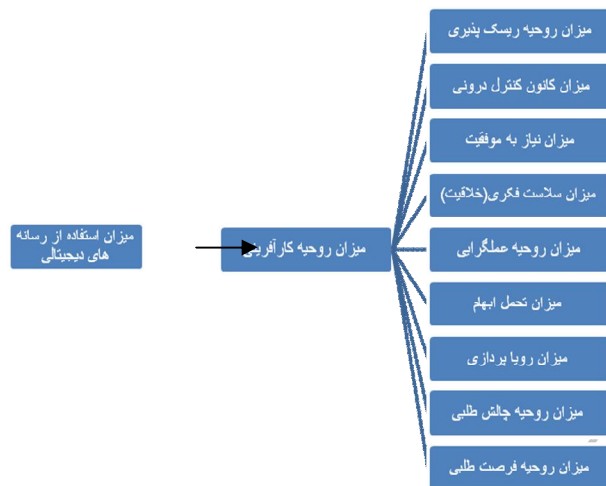 میزان روحیه ریسک پذیری
میزان کانون کنترل درونی
میزان نیاز به موفقیت
میزان سلاست فکری(خلاقیت)
میزان روحیه عملگرایی
میزان تحمل ابهام
میزان رویا پردازی
میزان روحیه چالش طلبی
میزان روحیه فرصت طلبی
میزان روحیه کارآفرینی
میزان استفاده از رسانه
های دیجیتالی